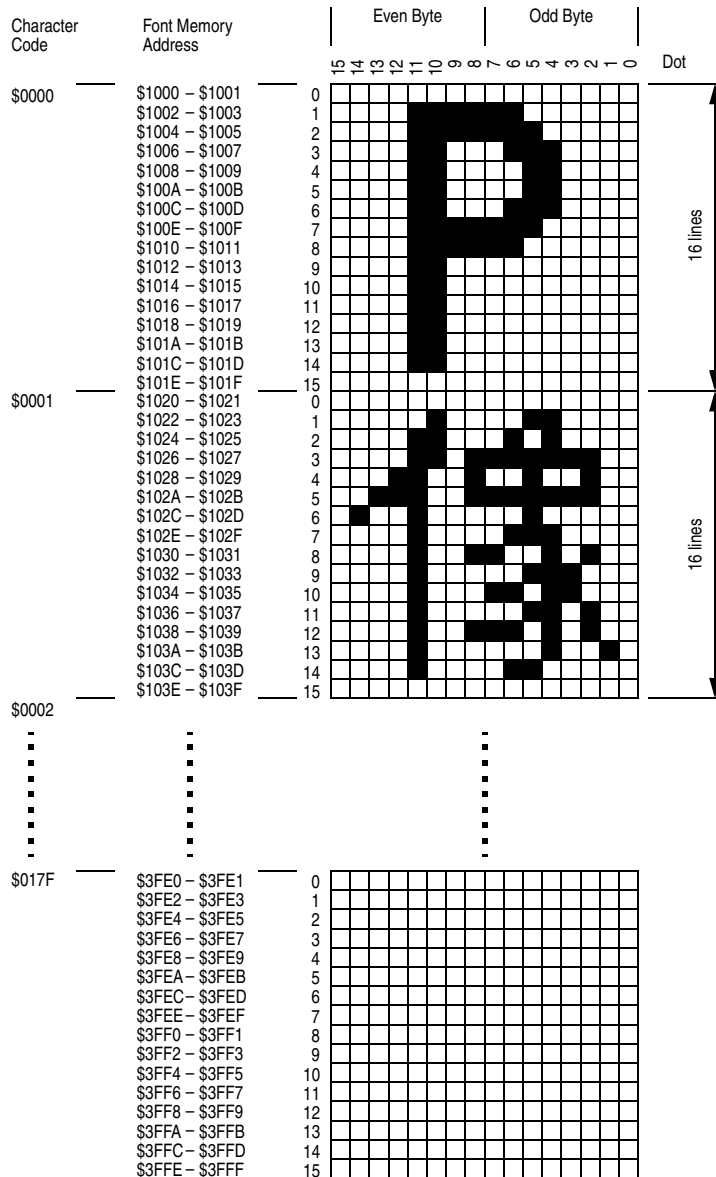 Character Code
Font Memory Address
Even Byte Odd Byte
15 14 13 12 11 10 9 8 7 6 5 4 3 2 1 0 Dot
$0000 $1000 – $1001 0
$1002 – $1003 1
$1004 – $1005 2
$1006 – $1007 3
$1008 – $1009 4
$100A – $100B 5
$100C – $100D 6
$100E – $100F 7
$1010 – $1011 8
$1012 – $1013 9
$1014 – $1015 10
$1016 – $1017 11
$1018 – $1019 12
$101A – $101B 13
$101C – $101D 14
$101E – $101F 15
P
16 lines
$0001 $1020 – $1021 0
$1022 – $1023 1
$1024 – $1025 2
$1026 – $1027 3
$1028 – $1029 4
$102A – $102B 5
$102C – $102D 6
$102E – $102F 7
$1030 – $1031 8
$1032 – $1033 9
$1034 – $1035 10
$1036 – $1037 11
$1038 – $1039 12
$103A – $103B 13
$103C – $103D 14
$103E – $103F 15
16 lines
$0002
$017F $3FE0 – $3FE1 0
$3FE2 – $3FE3 1
$3FE4 – $3FE5 2
$3FE6 – $3FE7 3
$3FE8 – $3FE9 4
$3FEA – $3FEB 5
$3FEC – $3FED 6
$3FEE – $3FEF 7
$3FF0 – $3FF1 8
$3FF2 – $3FF3 9
$3FF4 – $3FF5 10
$3FF6 – $3FF7 11
$3FF8 – $3FF9 12
$3FFA – $3FFB 13
$3FFC – $3FFD 14
$3FFE – $3FFF 15